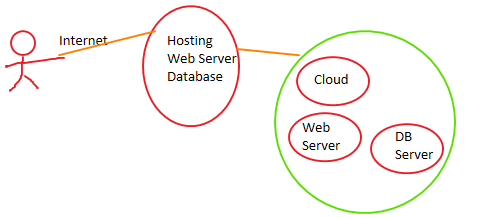 Internet
Hosting
Web Server
Database
Cloud
Web
Server
DB
Server